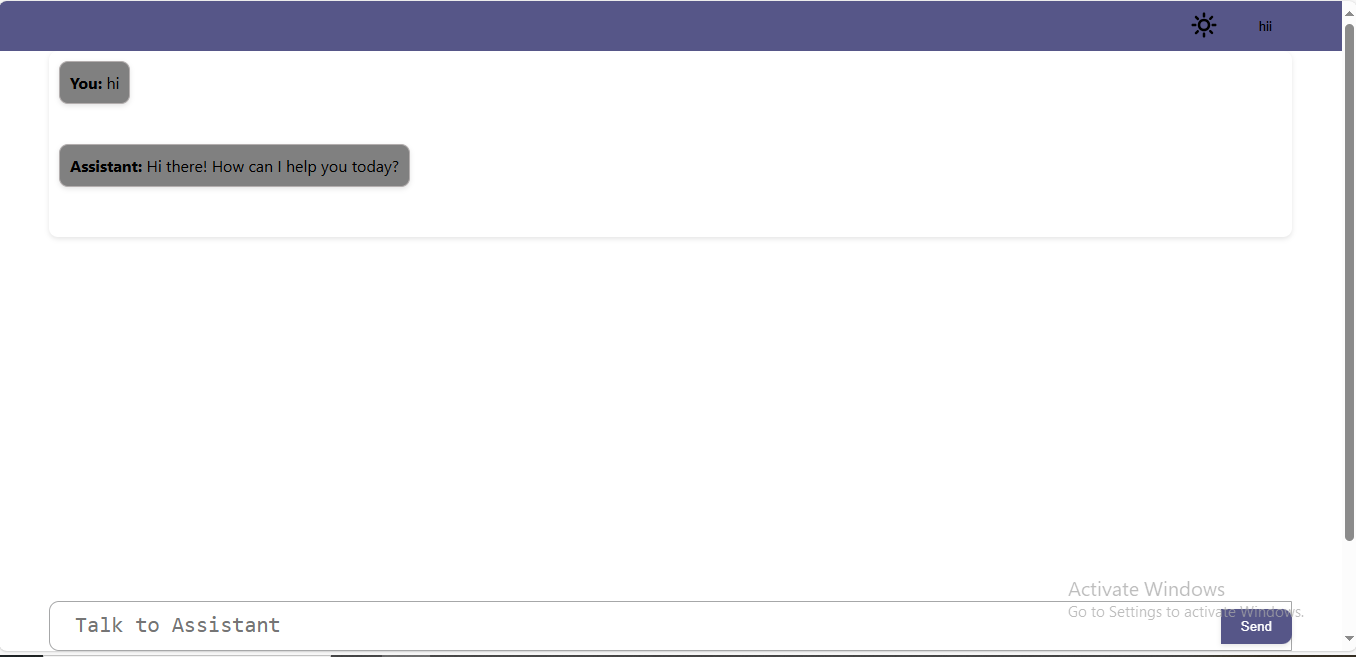 hii
You: hi
Assistant: Hi there! How can I help you today?
Activate Windows
Go to Settings to activate Windows.
Talk to Assistant
Send